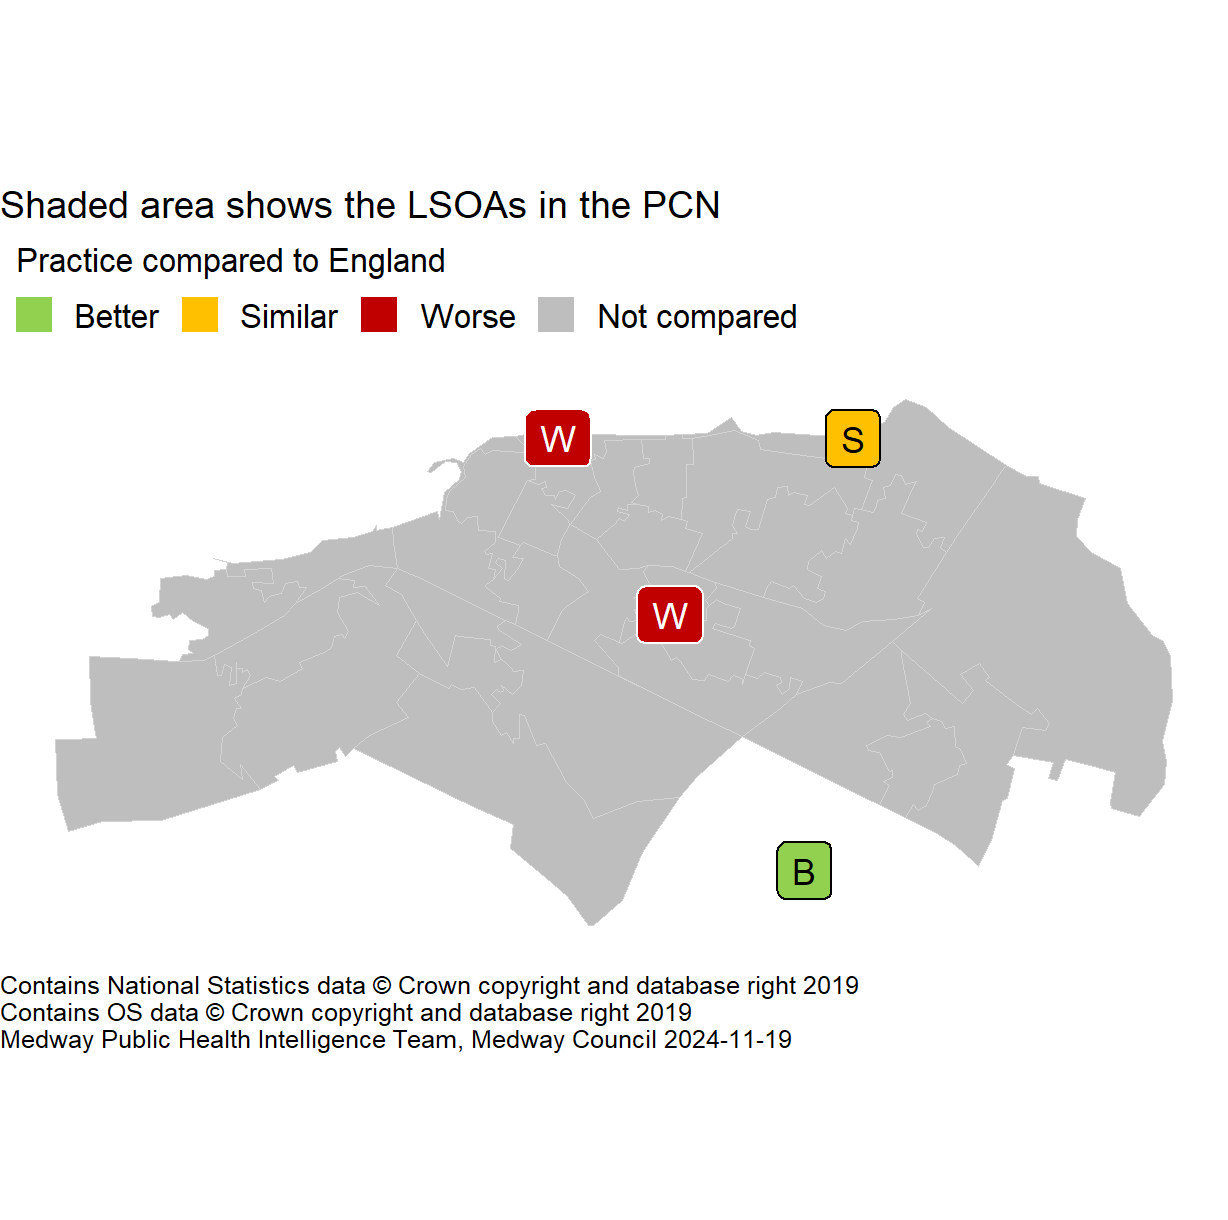 Shaded area shows the LSOAs in the PCN
Practice compared to England
Better Similar Worse Not compared
W S
W
B
Contains National Statistics data © Crown copyright and database right 2019
Contains OS data © Crown copyright and database right 2019
Medway Public Health Intelligence Team, Medway Council 2024-11-19